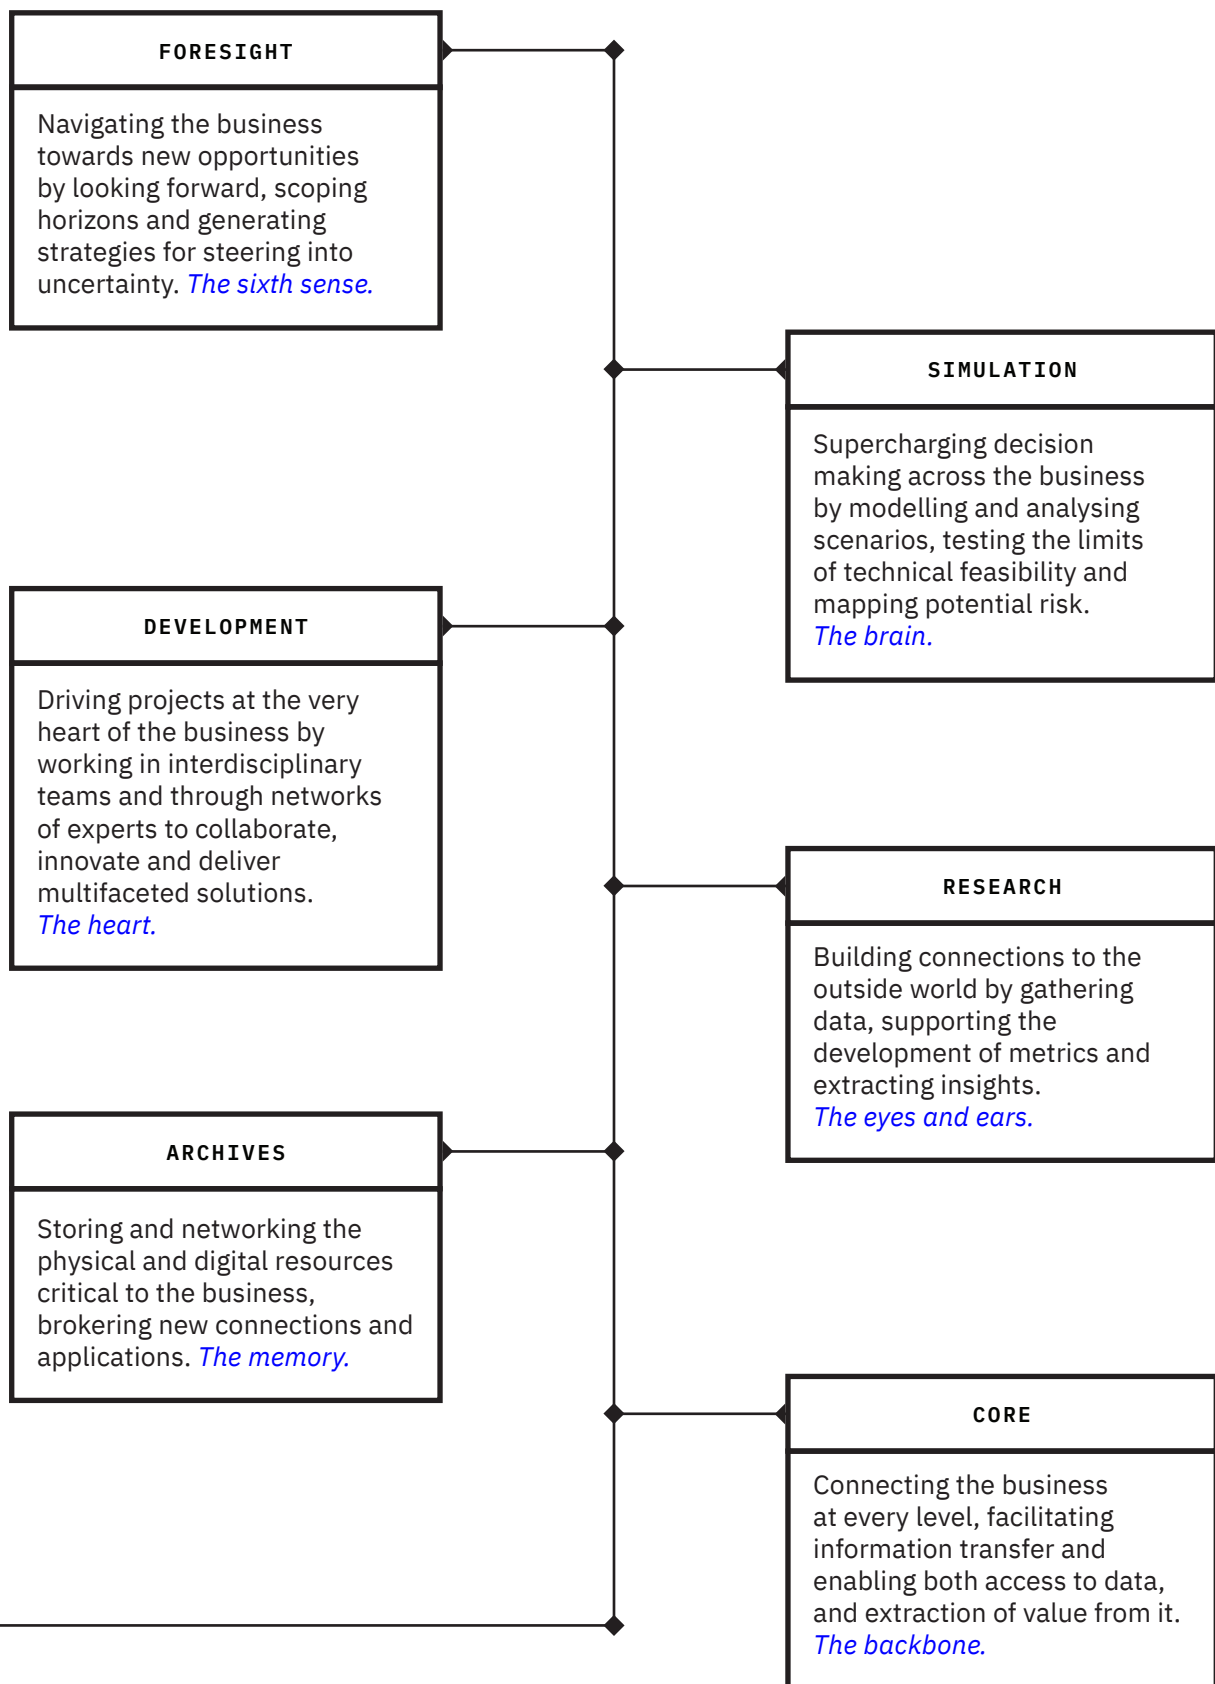 FORESIGHT
Navigating the business
towards new opportunities
by looking forward, scoping
horizons and generating
strategies for steering into
uncertainty. The sixth sense.
SIMULATION
Supercharging decision
making across the business
by modelling and analysing
scenarios, testing the limits
of technical feasibility and
mapping potential risk.
The brain.
DEVELOPMENT
Driving projects at the very
heart of the business by
working in interdisciplinary
teams and through networks
of experts to collaborate,
innovate and deliver
multifaceted solutions.
The heart.
RESEARCH
Building connections to the
outside world by gathering
data, supporting the
development of metrics and
extracting insights.
The eyes and ears.
ARCHIVES
Storing and networking the
physical and digital resources
critical to the business,
brokering new connections and
applications. The memory.
CORE
Connecting the business
at every level, facilitating
information transfer and
enabling both access to data,
and extraction of value from it.
The backbone.